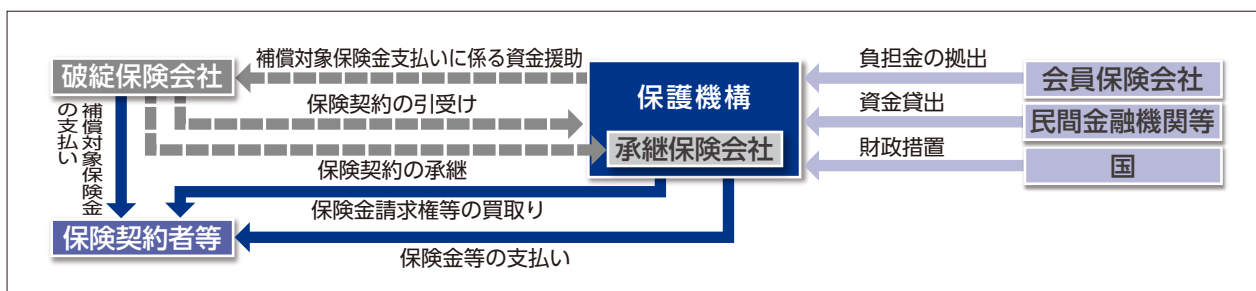 補償対象保険金支払いに係る資金援助
破綻保険会社
保険契約の引受け
補償対象保険金
の支払い
保険契約の承継
保険金請求権等の買取り
保険契約者等
保険金等の支払い
保護機構
承継保険会社
負担金の拠出
会員保険会社
資金貸出
民間金融機関等
財政措置
国